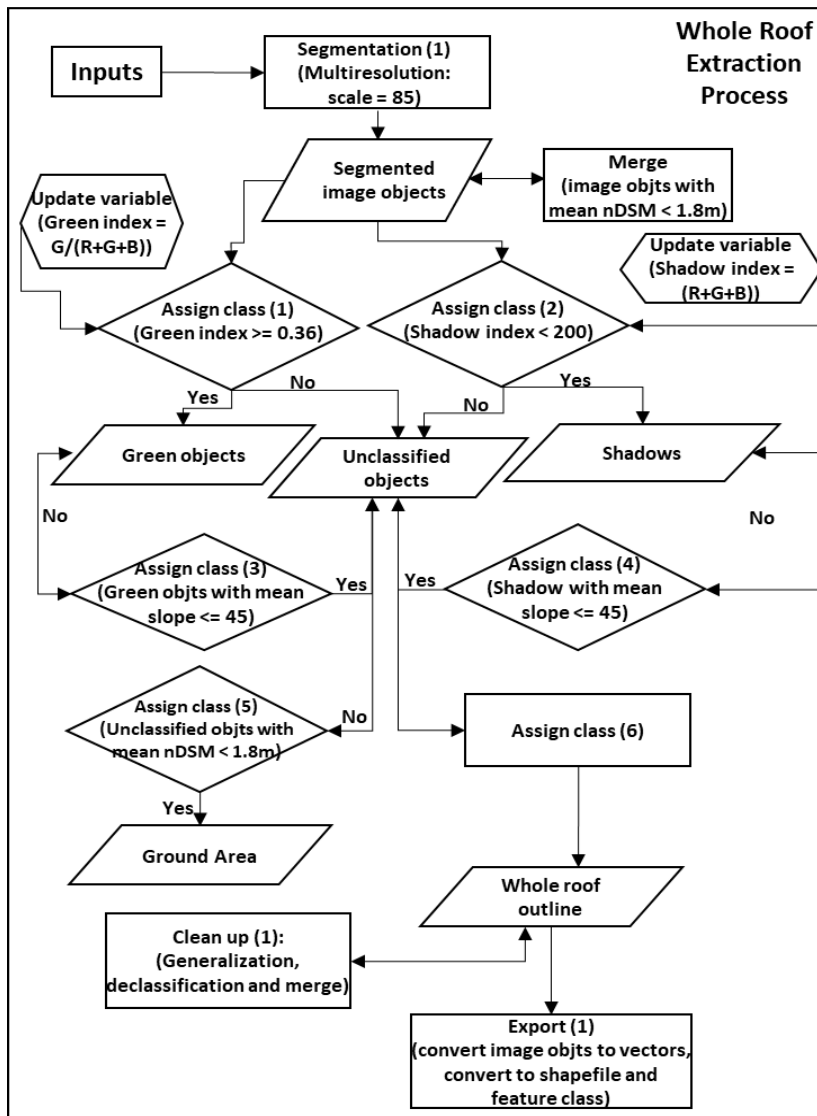 Whole Roof
Extraction
Process
Inputs
Segmentation (1)
(Multiresolution:
scale = 85)
Segmented
image objects
Merge
(image objts with
mean nDSM < 1.8m)
Update variable
(Green index =
G/(R+G+B))
Update variable
(Shadow index =
(R+G+B))
Assign class (1)
(Green index >= 0.36)
Assign class (2)
(Shadow index < 200)
Yes
No
No
Yes
Green objects
Unclassified
objects
Shadows
No
No
Assign class (3)
(Green objts with mean
slope <= 45)
Yes
Yes
Assign class (4)
(Shadow with mean
slope <= 45)
Assign class (5)
(Unclassified objts with
mean nDSM < 1.8m)
No
Assign class (6)
Yes
Ground Area
Whole roof
outline
Clean up (1):
(Generalization,
declassification and merge)
Export (1)
(convert image objts to vectors,
convert to shapefile and
feature class)